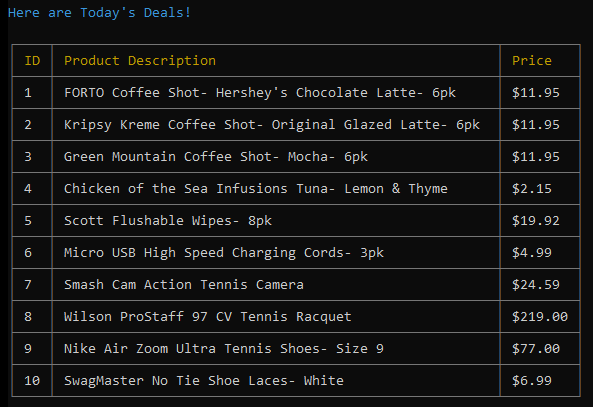 Here are Today's Deals!
ID Product Description Price
1 FORTO Coffee Shot- Hershey's Chocolate Latte- 6pk $11.95
2 Kripsy Kreme Coffee Shot- Original Glazed Latte- 6pk $11.95
3 Green Mountain Coffee Shot- Mocha- 6pk $11.95
4 Chicken of the Sea Infusions Tuna- Lemon & Thyme $2.15
5 Scott Flushable Wipes- 8pk $19.92
6 Micro USB High Speed Charging Cords- 3pk $4.99
7 Smash Cam Action Tennis Camera $24.59
8 Wilson ProStaff 97 CV Tennis Racquet $219.00
9 Nike Air Zoom Ultra Tennis Shoes- Size 9 $77.00
10 SwagMaster No Tie Shoe Laces- White $6.99